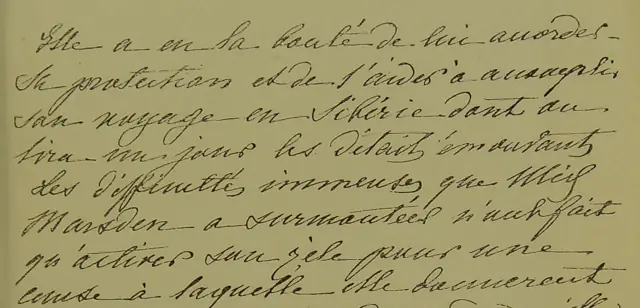 Elle a eu la bonté de lui accorder
sa protection et de l'aider à accomplir
son voyage en Sibérie dont on
lira un jour les détails émouvants
Les difficultés immenses que Miss
Marsden a surmontées n'ont fait
qu'activer son zèle pour une
cause à laquelle elle donnerent